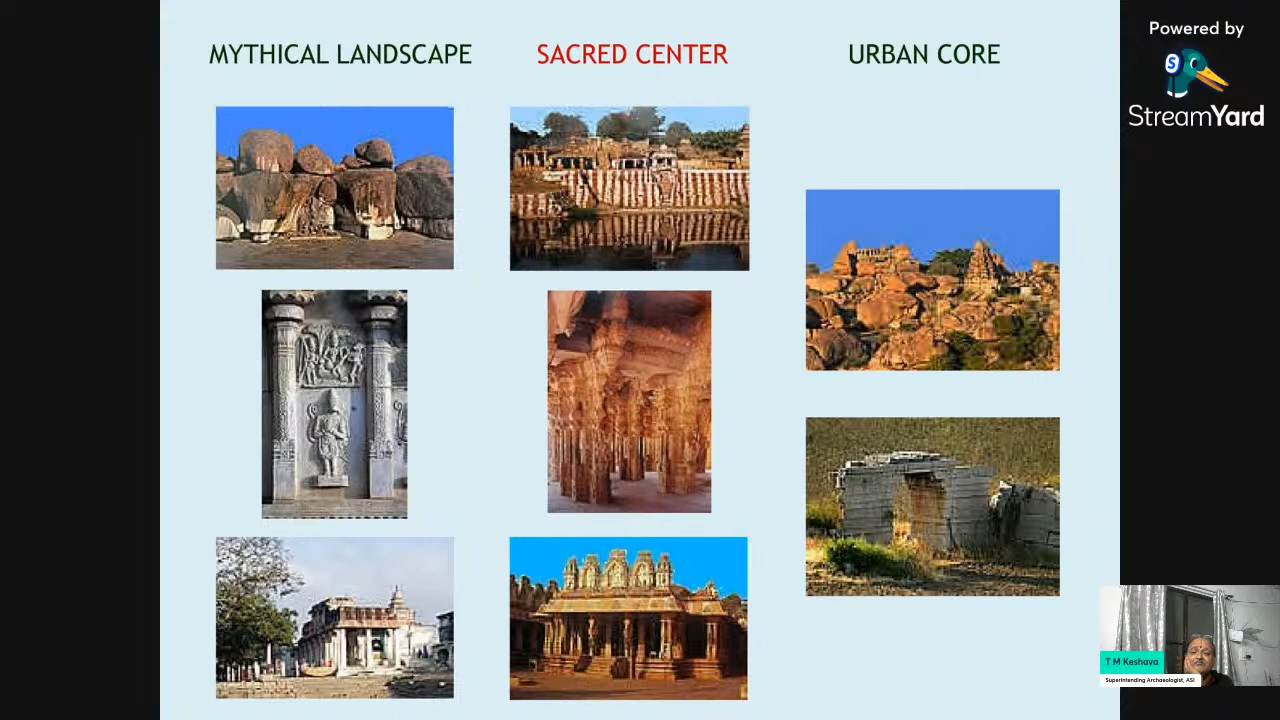 MYTHICAL LANDSCAPE
SACRED CENTER
URBAN CORE
Powered by
S
StreamYard
T M Keshava
Superintending Archaeologist, ASI